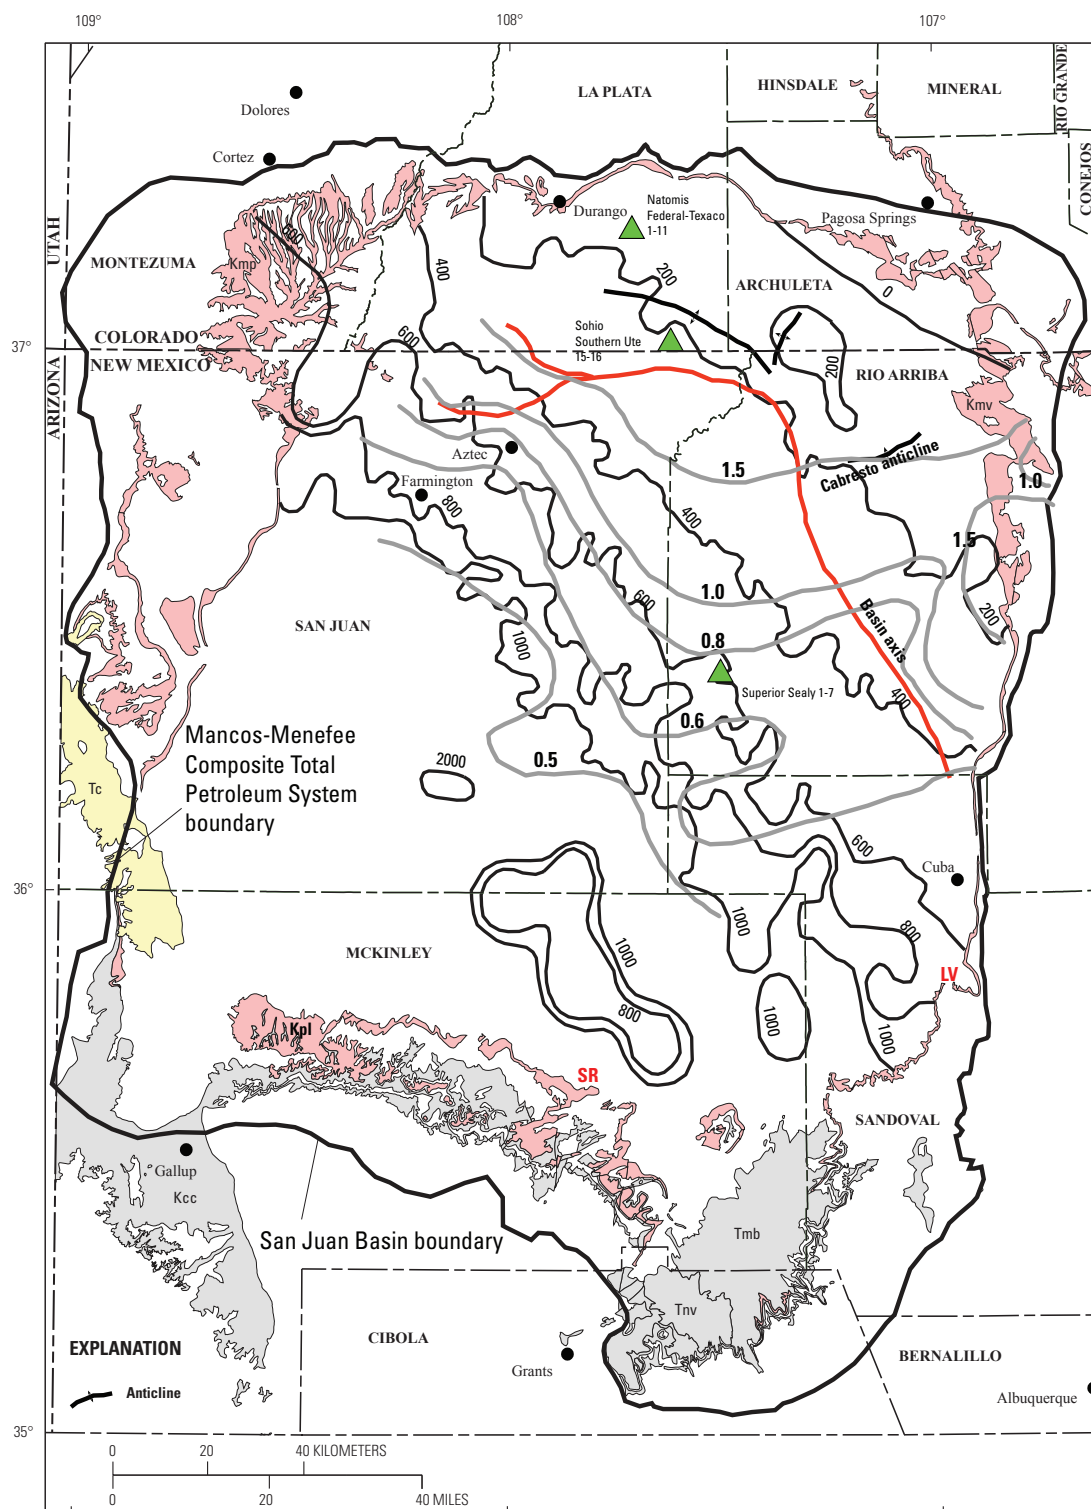 109°
108°
107°
Dolores
LA PLATA
HINSDALE
MINERAL
RIO GRANDE
CONEJOS
Cortez
Durango
Natomis
Federal-Texaco
1-11
Pagosa Springs
UTAH
MONTEZUMA
600
Kmp
400
200
ARCHULETA
0
COLORADO
600
Sohio
Southern Ute
15-16
37°
NEW MEXICO
ARIZONA
200
RIO ARRIBA
Kmv
Aztec
1.5
Cabresto anticline
1.0
Farmington
800
400
1.5
600
1.0
Basin axis
200
SAN JUAN
1000
0.8
Superior Sealy 1-7
400
0.6
0.5
2000
Mancos-Menefee
Composite Total
Petroleum System
boundary
Tc
600
Cuba
36°
1000
800
1000
MCKINLEY
LV
800
1000
1000
Kpl
SR
SANDOVAL
Gallup
Kcc
San Juan Basin boundary
Tmb
Tnv
CIBOLA
EXPLANATION
Anticline
Grants
BERNALILLO
Albuquerque
35°
0 20 40 KILOMETERS
0 20 40 MILES